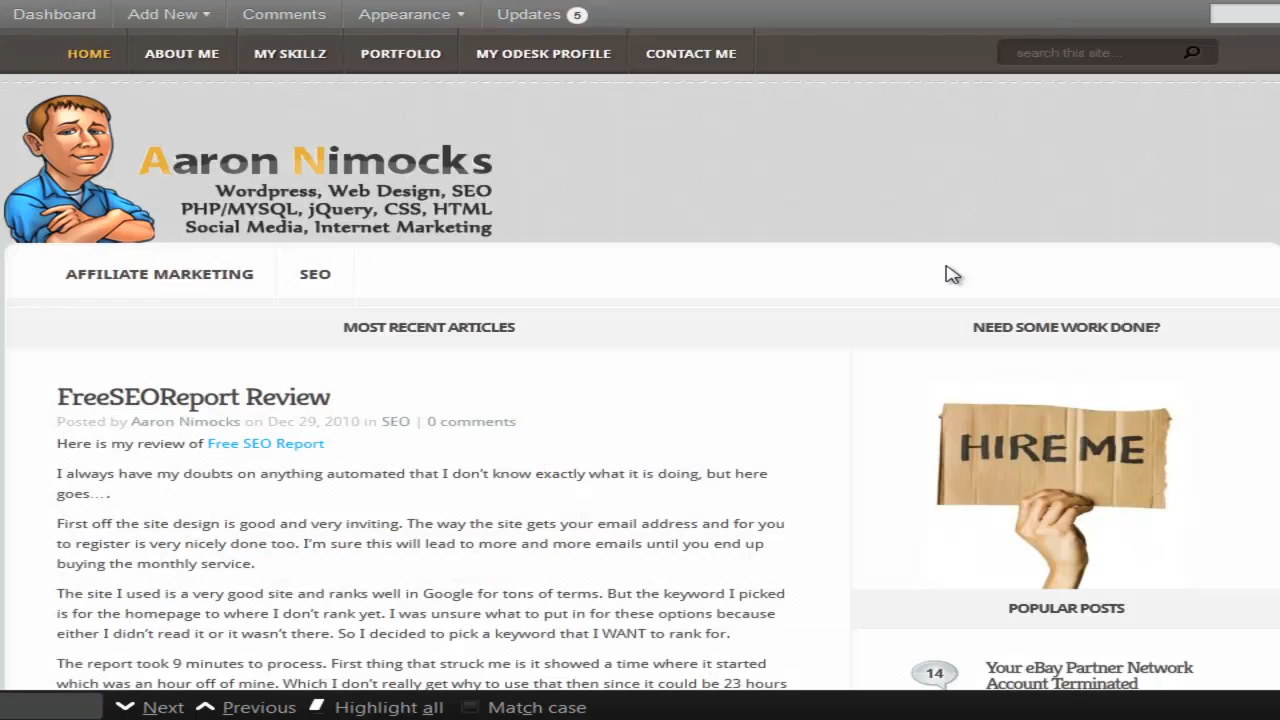 Dashboard Add New Comments Appearance Updates 5
HOME ABOUT ME MY SKILLZ PORTFOLIO MY ODESK PROFILE CONTACT ME search this site...
Aaron Nimocks
Wordpress, Web Design, SEO
PHP/MYSQL, jQuery, CSS, HTML
Social Media, Internet Marketing
AFFILIATE MARKETING SEO
MOST RECENT ARTICLES
FreeSEOReport Review
Posted by Aaron Nimocks on Dec 29, 2010 in SEO | 0 comments
Here is my review of Free SEO Report
I always have my doubts on anything automated that I don't know exactly what it is doing, but here
goes....
First off the site design is good and very inviting. The way the site gets your email address and for you
to register is very nicely done too. I'm sure this will lead to more and more emails until you end up
buying the monthly service.
The site I used is a very good site and ranks well in Google for tons of terms. But the keyword I picked
is for the homepage to where I don't rank yet. I was unsure what to put in for these options because
either I didn't read it or it wasn't there. So I decided to pick a keyword that I WANT to rank for.
The report took 9 minutes to process. First thing that struck me is it showed a time where it started
which was an hour off of mine. Which I don't really get why to use that then since it could be 23 hours
NEED SOME WORK DONE?
HIRE ME
POPULAR POSTS
14
Your eBay Partner Network
Account Terminated
Next Previous Highlight all Match case